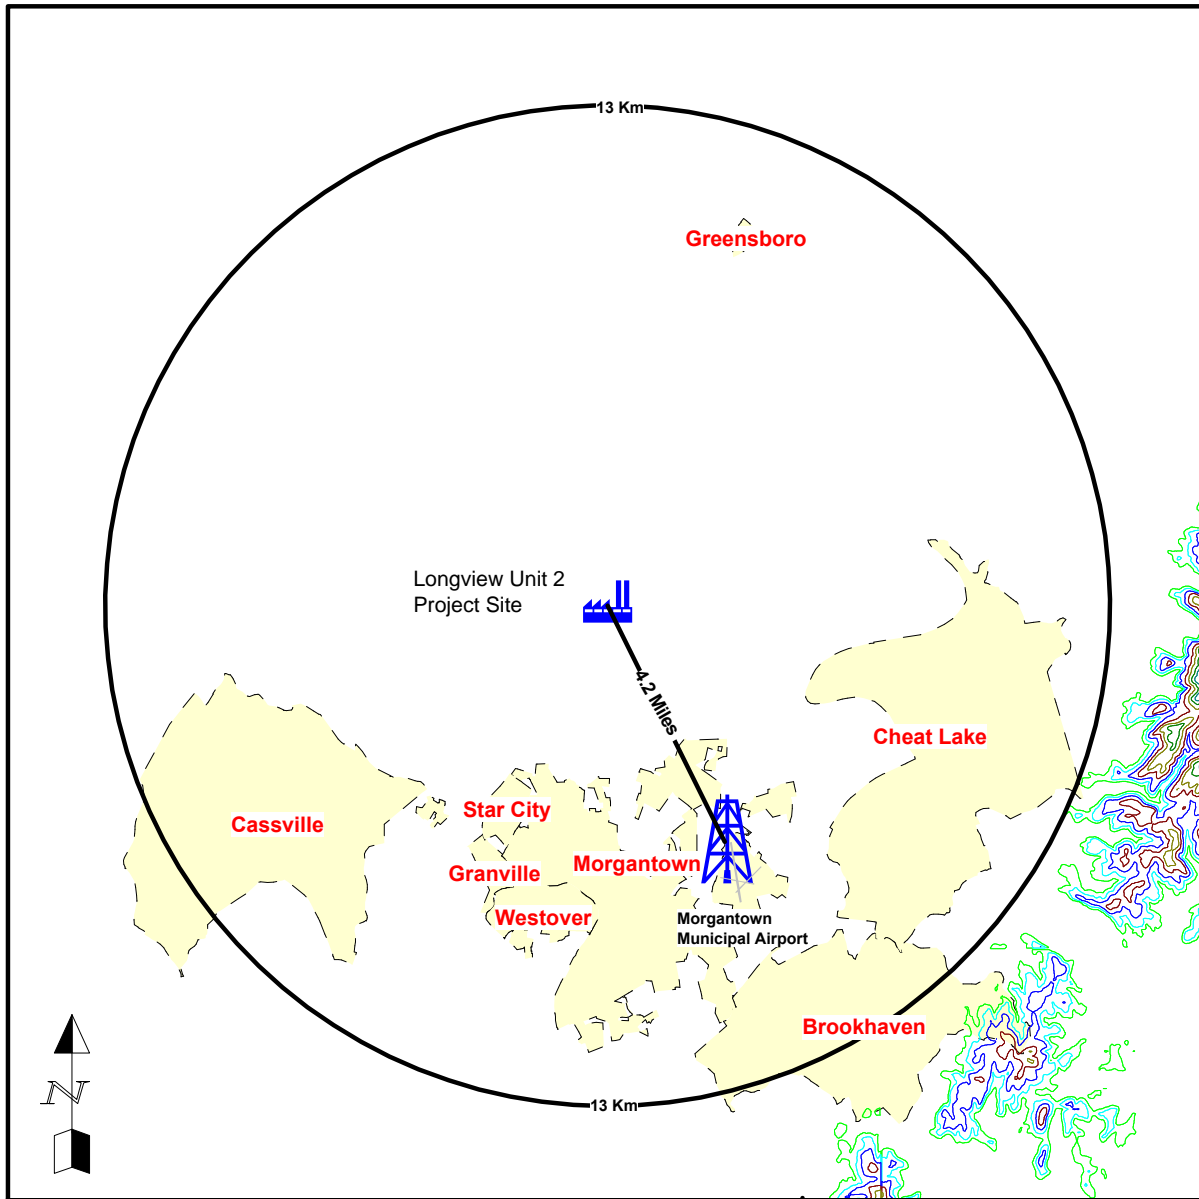 13 Km
Greensboro
Longview Unit 2
Project Site
4.2 Miles
Cheat Lake
Star City
Cassville
Morgantown
Granville
Westover
Morgantown
Municipal Airport
Brookhaven
N
13 Km